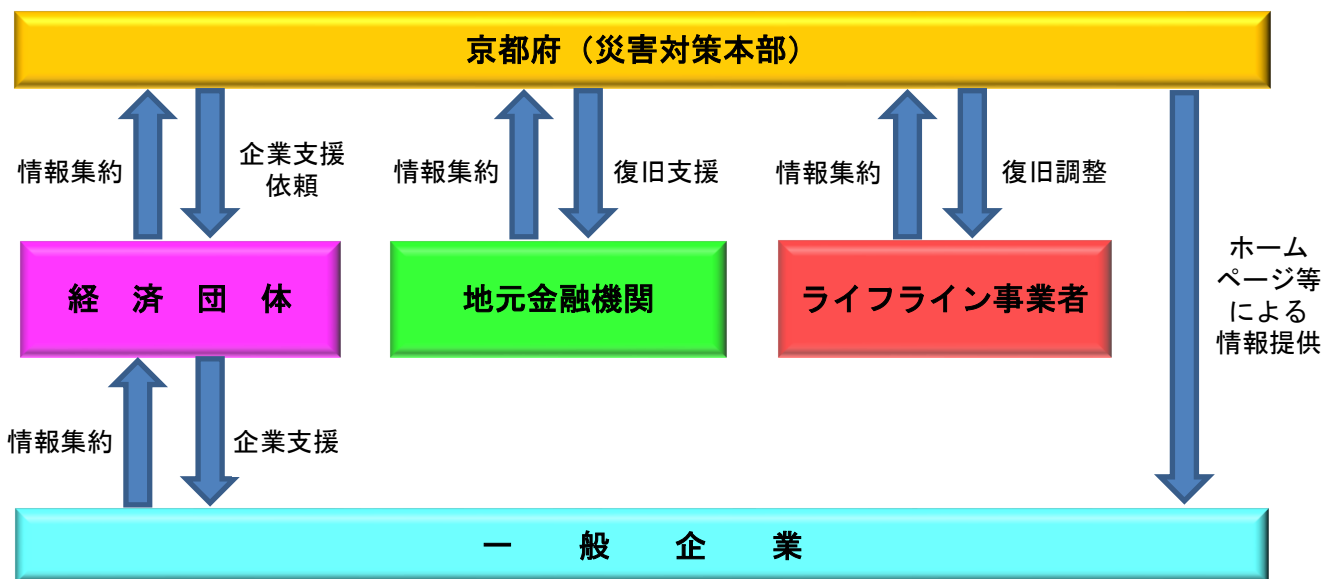 京都府（災害対策本部）
情報集約
企業支援
依頼
情報集約
復旧支援
情報集約
復旧調整
ホーム
ページ等
による
情報提供
経済団体
地元金融機関
ライフライン事業者
情報集約
企業支援
一般企業